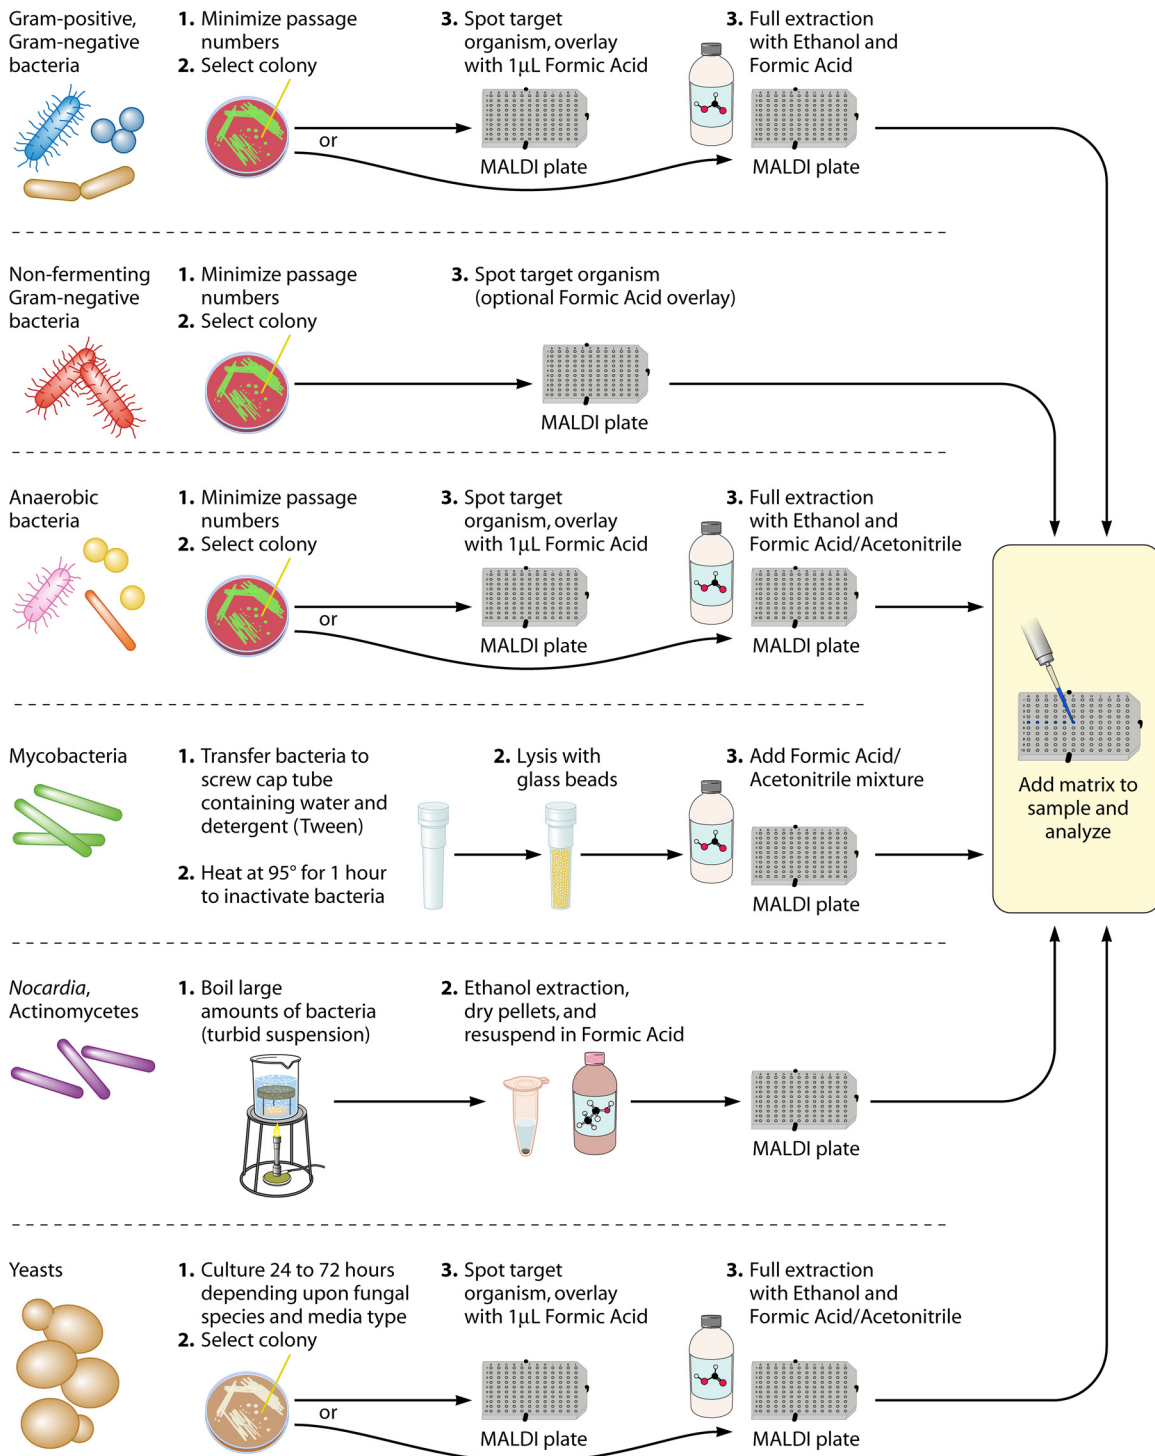 Gram-positive,
Gram-negative
bacteria
1. Minimize passage
numbers
2. Select colony
3. Spot target
organism, overlay
with 1µL Formic Acid
3. Full extraction
with Ethanol and
Formic Acid
or
MALDI plate
MALDI plate
Non-fermenting
Gram-negative
bacteria
1. Minimize passage
numbers
2. Select colony
3. Spot target organism
(optional Formic Acid overlay)
MALDI plate
Anaerobic
bacteria
1. Minimize passage
numbers
2. Select colony
3. Spot target
organism, overlay
with 1µL Formic Acid
3. Full extraction
with Ethanol and
Formic Acid/Acetonitrile
or
MALDI plate
MALDI plate
Mycobacteria
1. Transfer bacteria to
screw cap tube
containing water and
detergent (Tween)
2. Heat at 95° for 1 hour
to inactivate bacteria
2. Lysis with
glass beads
3. Add Formic Acid/
Acetonitrile mixture
MALDI plate
Add matrix to
sample and
analyze
Nocardia,
Actinomycetes
1. Boil large
amounts of bacteria
(turbid suspension)
2. Ethanol extraction,
dry pellets, and
resuspend in Formic Acid
MALDI plate
Yeasts
1. Culture 24 to 72 hours
depending upon fungal
species and media type
2. Select colony
3. Spot target
organism, overlay
with 1µL Formic Acid
3. Full extraction
with Ethanol and
Formic Acid/Acetonitrile
or
MALDI plate
MALDI plate